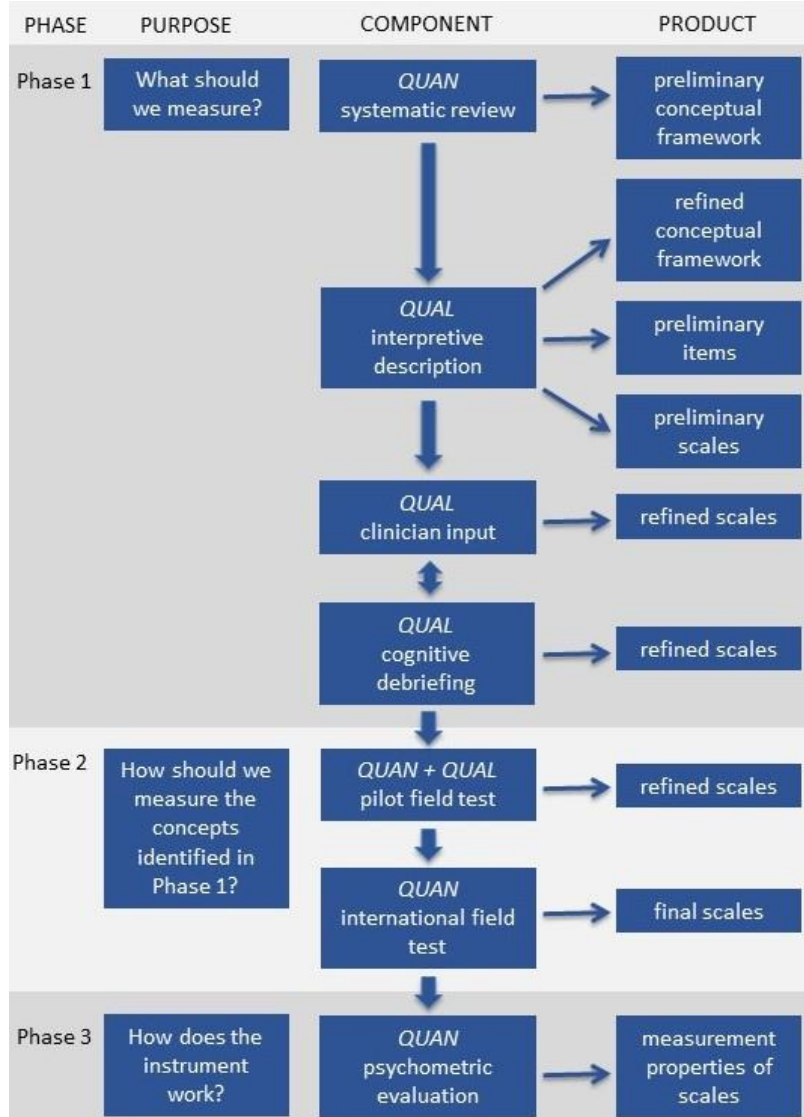 PHASE PURPOSE COMPONENT PRODUCT
Phase 1
What should
we measure?
QUAN
systematic review
preliminary
conceptual
framework
refined
conceptual
framework
QUAL
interpretive
description
preliminary
items
preliminary
scales
QUAL
clinician input
refined scales
QUAL
cognitive
debriefing
refined scales
Phase 2
How should we
measure the
concepts
identified in
Phase 1?
QUAN + QUAL
pilot field test
refined scales
QUAN
international field
test
final scales
Phase 3
How does the
instrument
work?
QUAN
psychometric
evaluation
measurement
properties of
scales